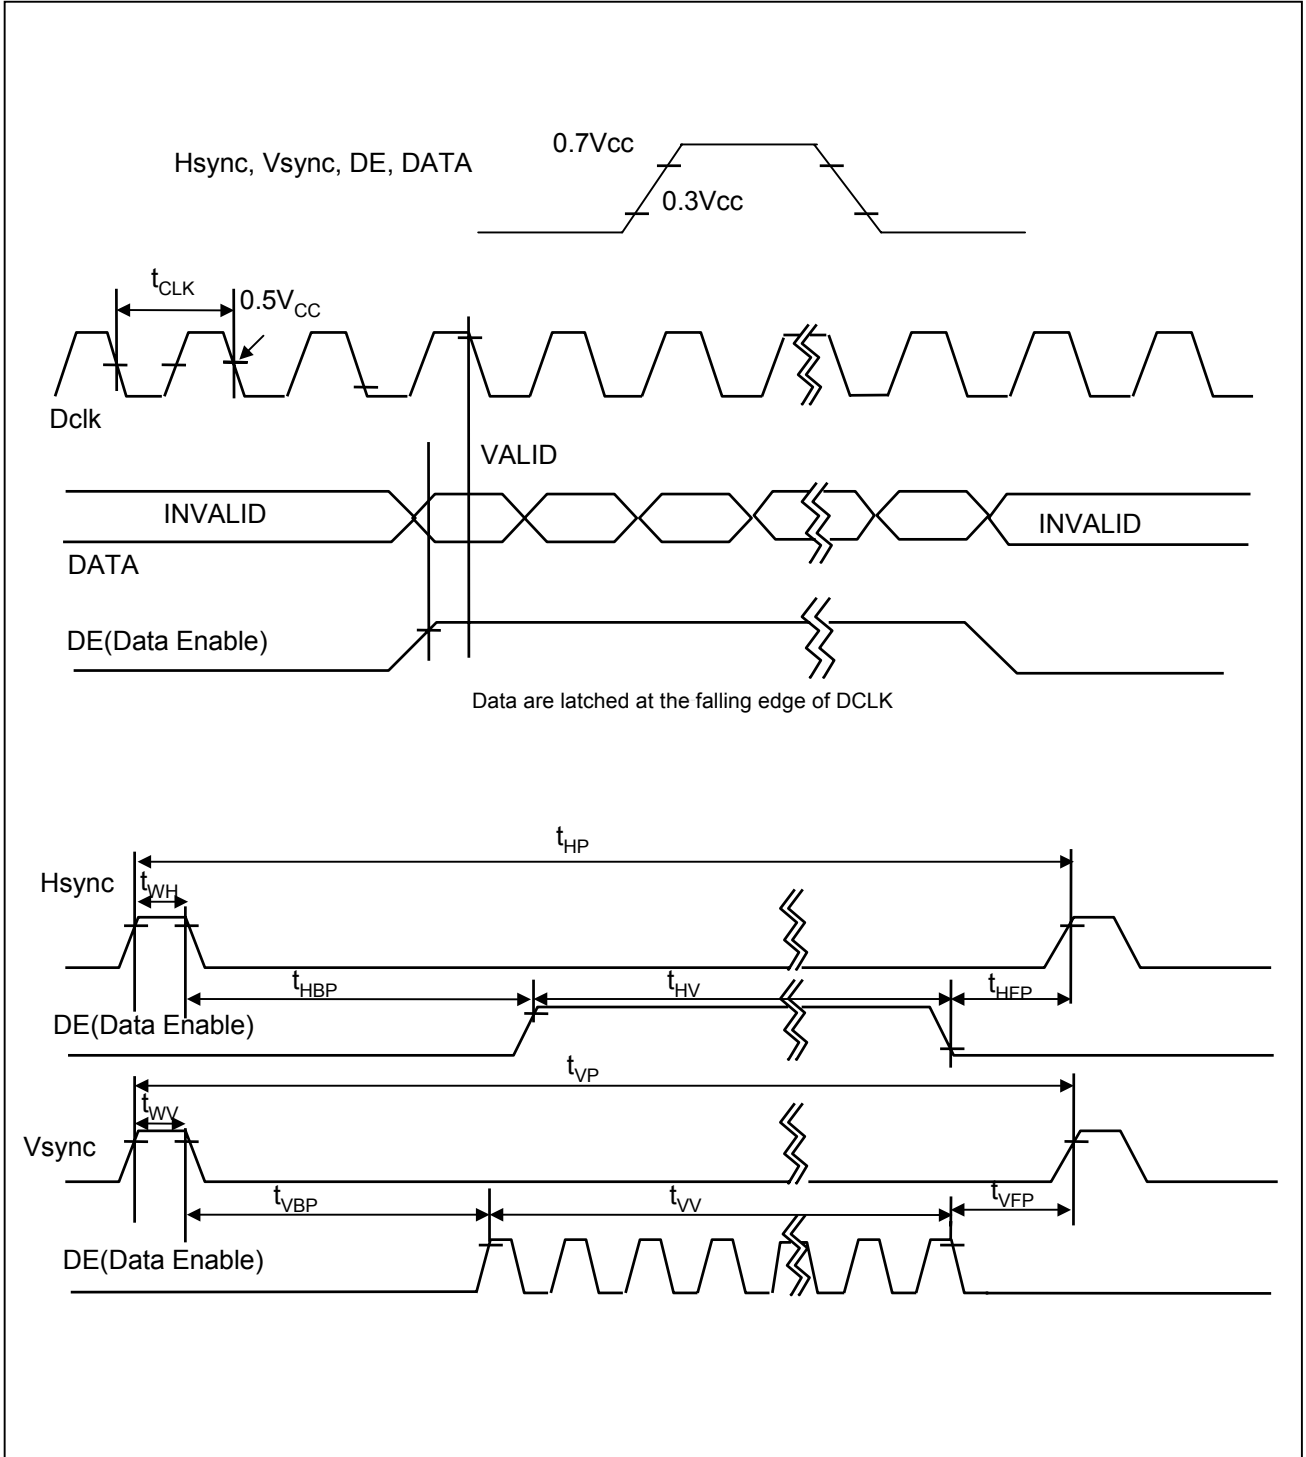 0.7Vcc
Hsync, Vsync, DE, DATA
0.3Vcc
tCLK
0.5VCC
Dclk
VALID
INVALID
INVALID
DATA
DE(Data Enable)
Data are latched at the falling edge of DCLK
tHP
Hsync
tWH
tHBP
tHV
tHFP
DE(Data Enable)
tVP
tWV
Vsync
tVBP
tVV
tVFP
DE(Data Enable)